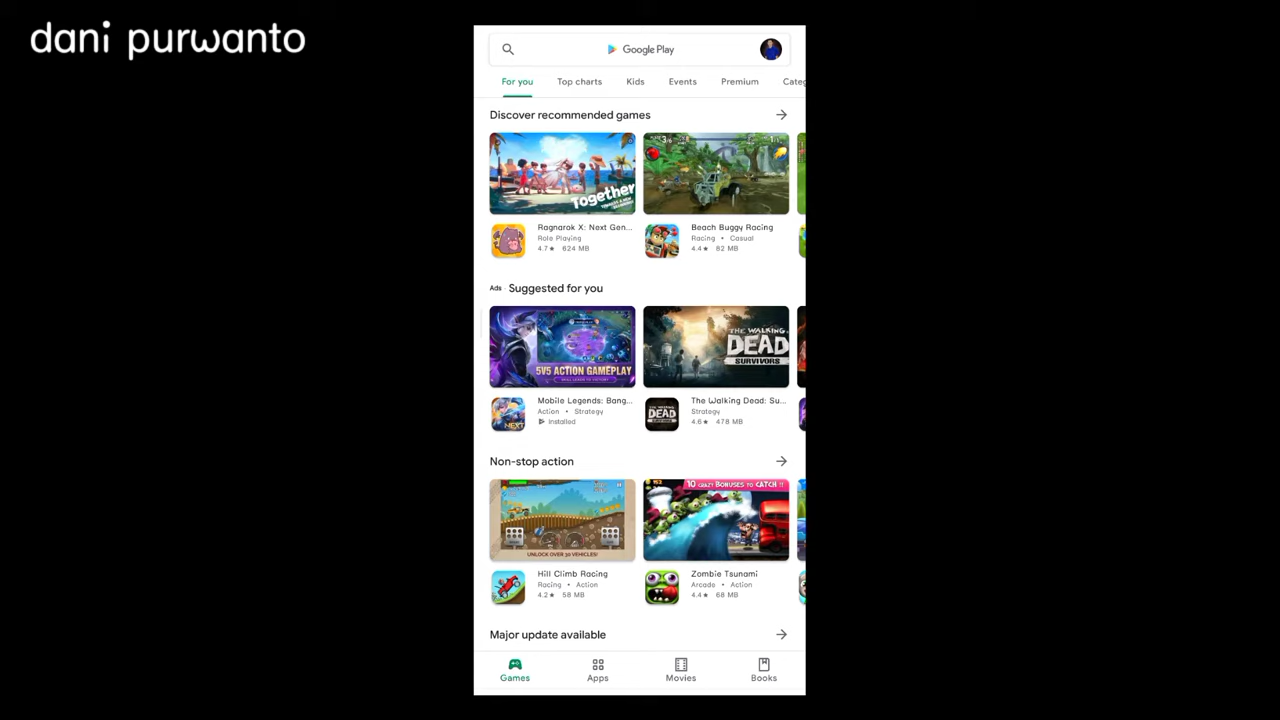 dani purwanto
Google Play
For you Top charts Kids Events Premium Categ
Discover recommended games
Together
3/6
Ragnarok X: Next Gen...
Role Playing
4.7★ 624 MB
Beach Buggy Racing
Racing • Casual
4.4★ 82 MB
Ads · Suggested for you
5V5 ACTION GAMEPLAY
THE WALKING
DEAD
SURVIVORS
Mobile Legends: Bang...
Action • Strategy
Installed
The Walking Dead: Su...
Strategy
4.6★ 478 MB
Non-stop action
UNLOCK OVER 30 VEHICLES!
10 CRAZY BONUSES TO CATCH !!
Hill Climb Racing
Racing • Action
4.2★ 58 MB
Zombie Tsunami
Arcade • Action
4.4★ 68 MB
Major update available
Games Apps Movies Books